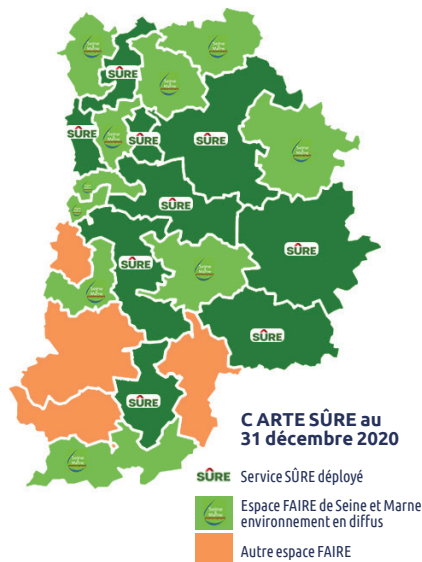 SÛRE
SÛRE
SÛRE
SÛRE
SÛRE
SÛRE
SÛRE
SÛRE
SÛRE
C ARTE SÛRE au
31 décembre 2020
SÛRE Service SÛRE déployé
Espace FAIRE de Seine et Marne
environnement en diffus
Autre espace FAIRE